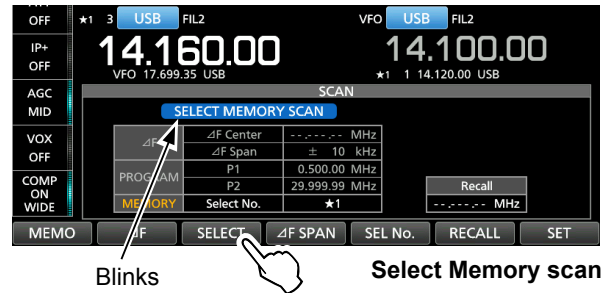 OFF ★1 3 USB FIL2 VFO USB FIL2
IP+
OFF
14.160.00 14.100.00
VFO 17.699.35 USB ★1 1 14.120.00 USB
AGC
MID
SCAN
SELECT MEMORY SCAN
VOX
OFF
⊿F ⊿F Center --.---.-- MHz
⊿F Span ± 10 kHz
PROGRAM P1 0.500.00 MHz
P2 29.999.99 MHz
MEMORY Select No. ★1
Recall
--.---.-- MHz
COMP
ON
WIDE
MEMO ⊿F SELECT ⊿F SPAN SEL No. RECALL SET
Blinks
Select Memory scan